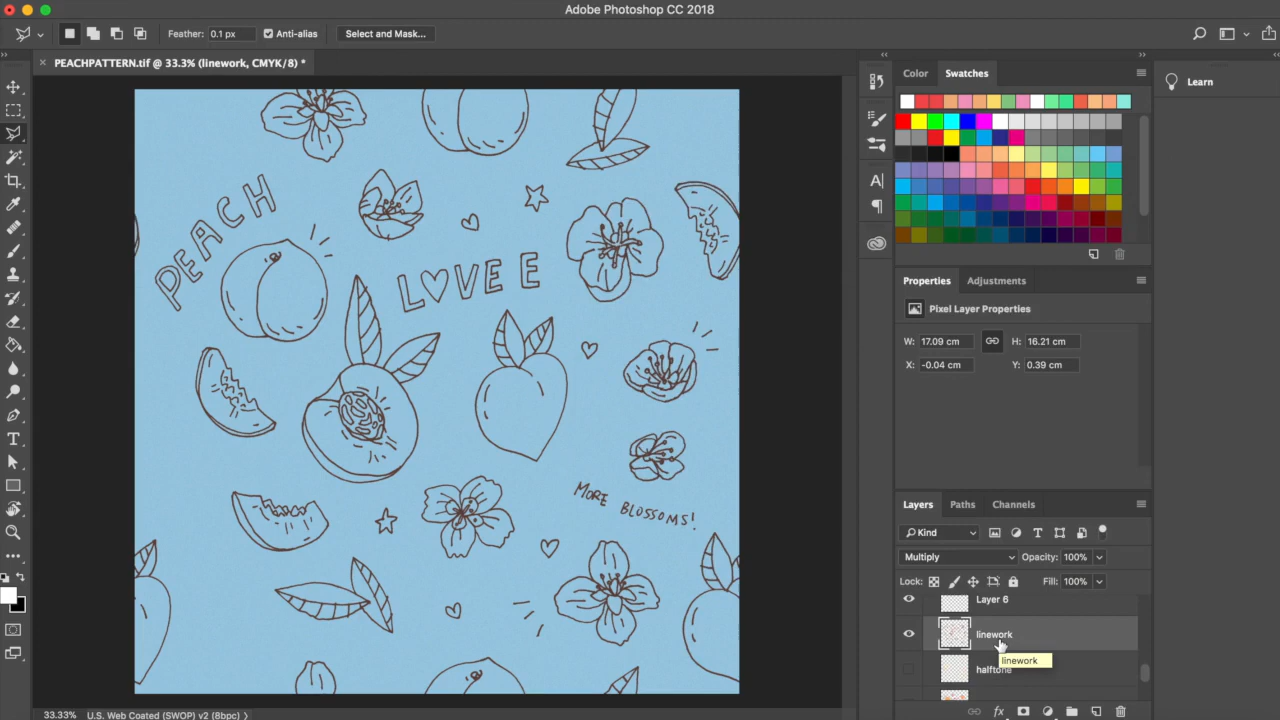 Adobe Photoshop CC 2018
Feather: 0.1 px Anti-alias Select and Mask...
PEACHPATTERN.tif @ 33.3% (linework, CMYK/8) *
Color Swatches
Learn
PEACH
LOVE E
MORE BLOSSOMS!
Properties Adjustments
Pixel Layer Properties
W: 17.09 cm H: 16.21 cm
X: -0.04 cm Y: 0.39 cm
Layers Paths Channels
Kind
Multiply Opacity: 100%
Lock: Fill: 100%
Layer 6
linework
linework
halftone
33.33% U.S. Web Coated (SWOP) v2 (8bpc)